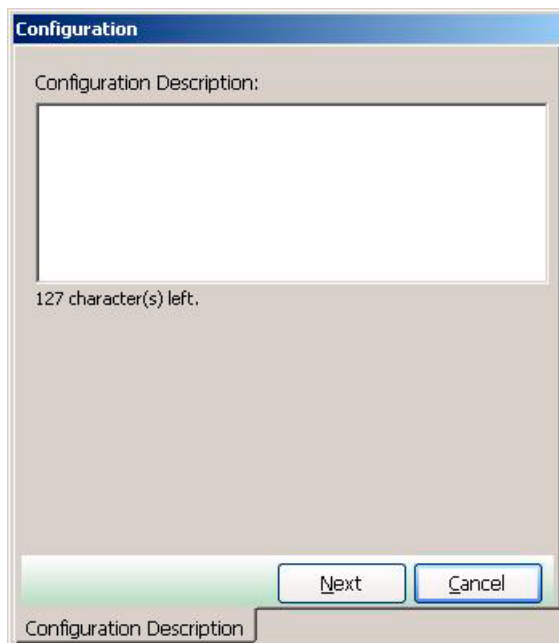 Configuration
Configuration Description:
127 character(s) left.
Next Cancel
Configuration Description